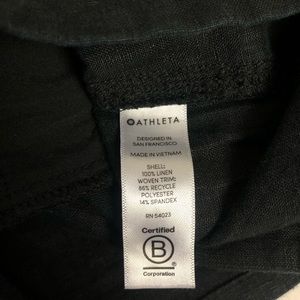 ATHLETA
DESIGNED IN
SAN FRANCISCO
MADE IN VIETNAM
SHELL:
100% LINEN
WOVEN TRIM:
86% RECYCLE
POLYESTER
14% SPANDEX
RN 54023
Certified
B
Corporation